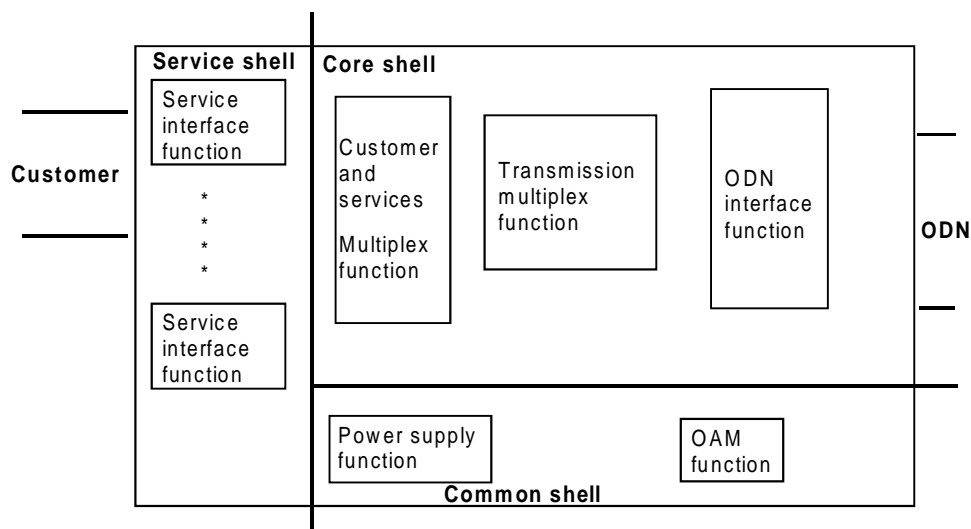 Service shell
Core shell
Service
interface
function
Customer
and
services
Multiplex
function
Transmission
multiplex
function
ODN
interface
function
Customer
*
*
*
*
ODN
Service
interface
function
Power supply
function
OAM
function
Common shell